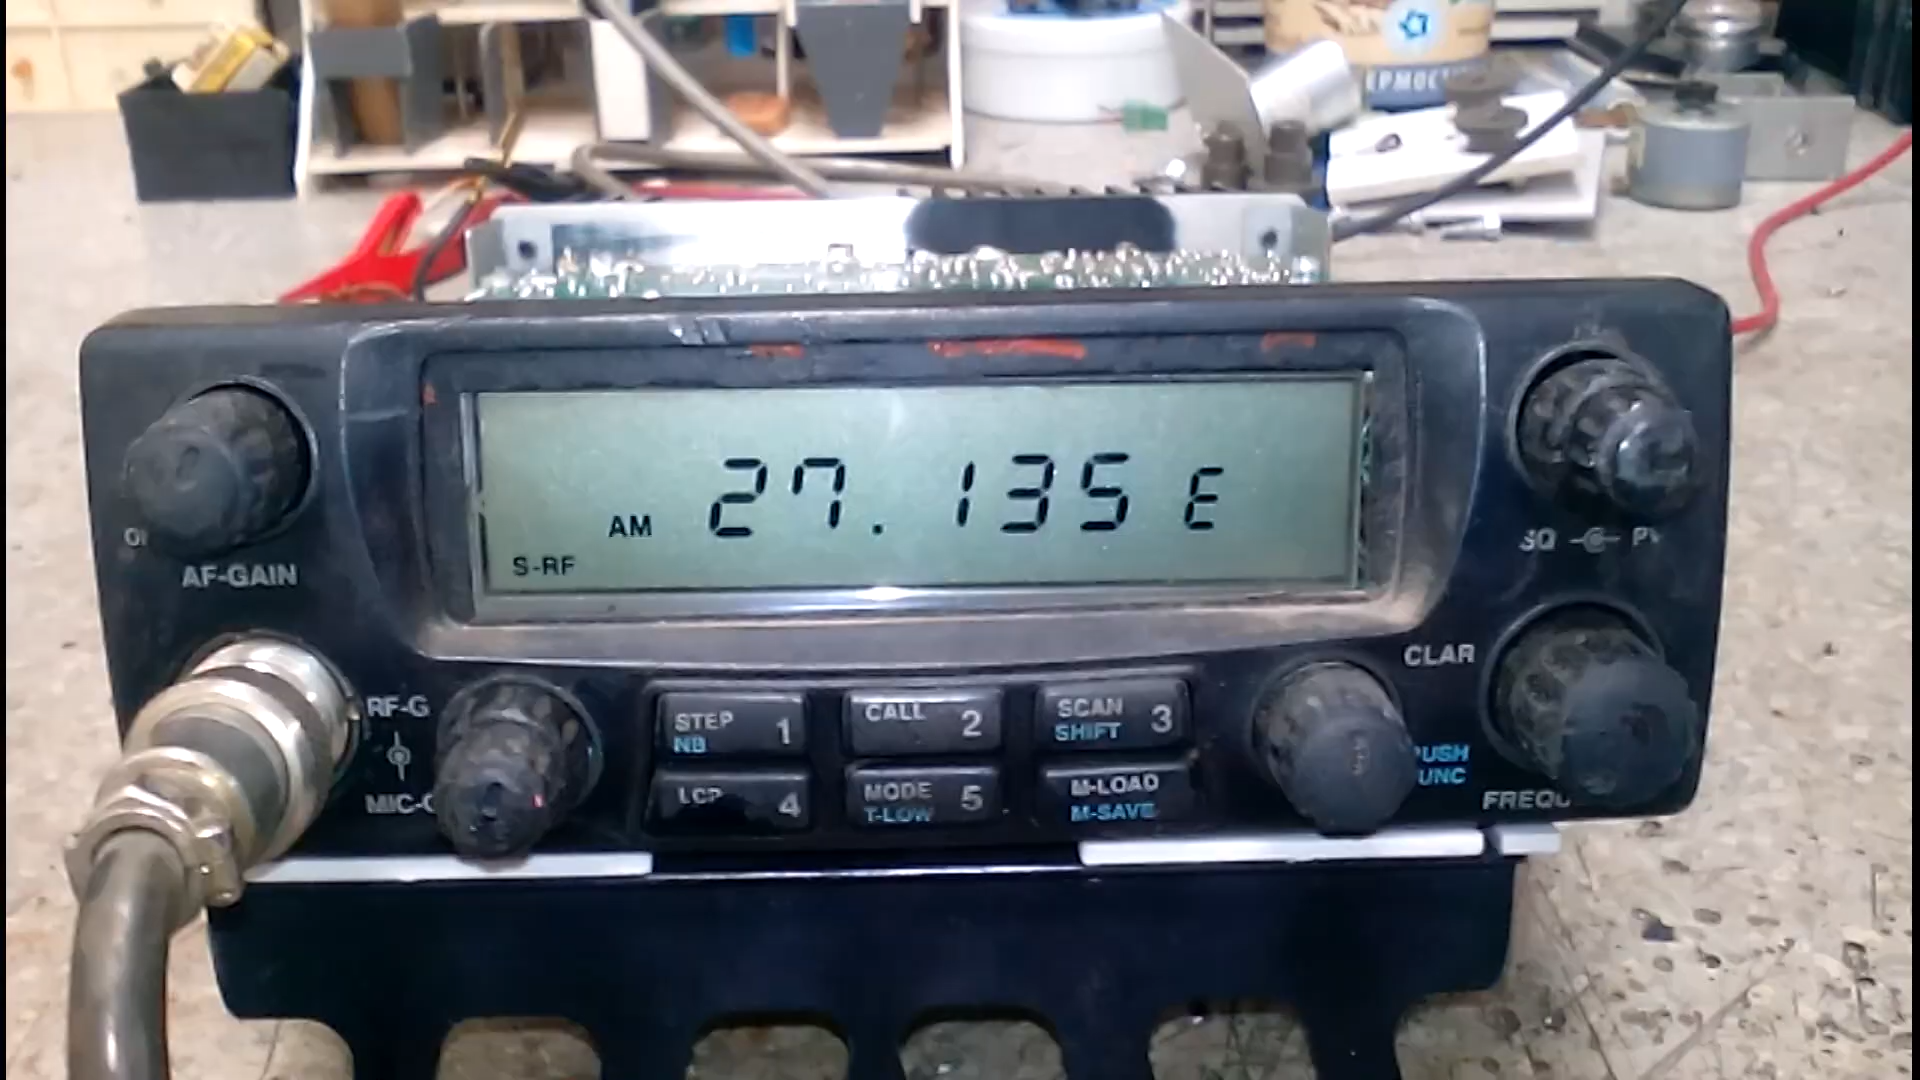 AM 27.135 E
S-RF
AF-GAIN
SQ
CLAR
RF-G
STEP 1
NB
CALL 2
SCAN 3
SHIFT
MODE 5
T-LOW
4
M-LOAD
M-SAVE